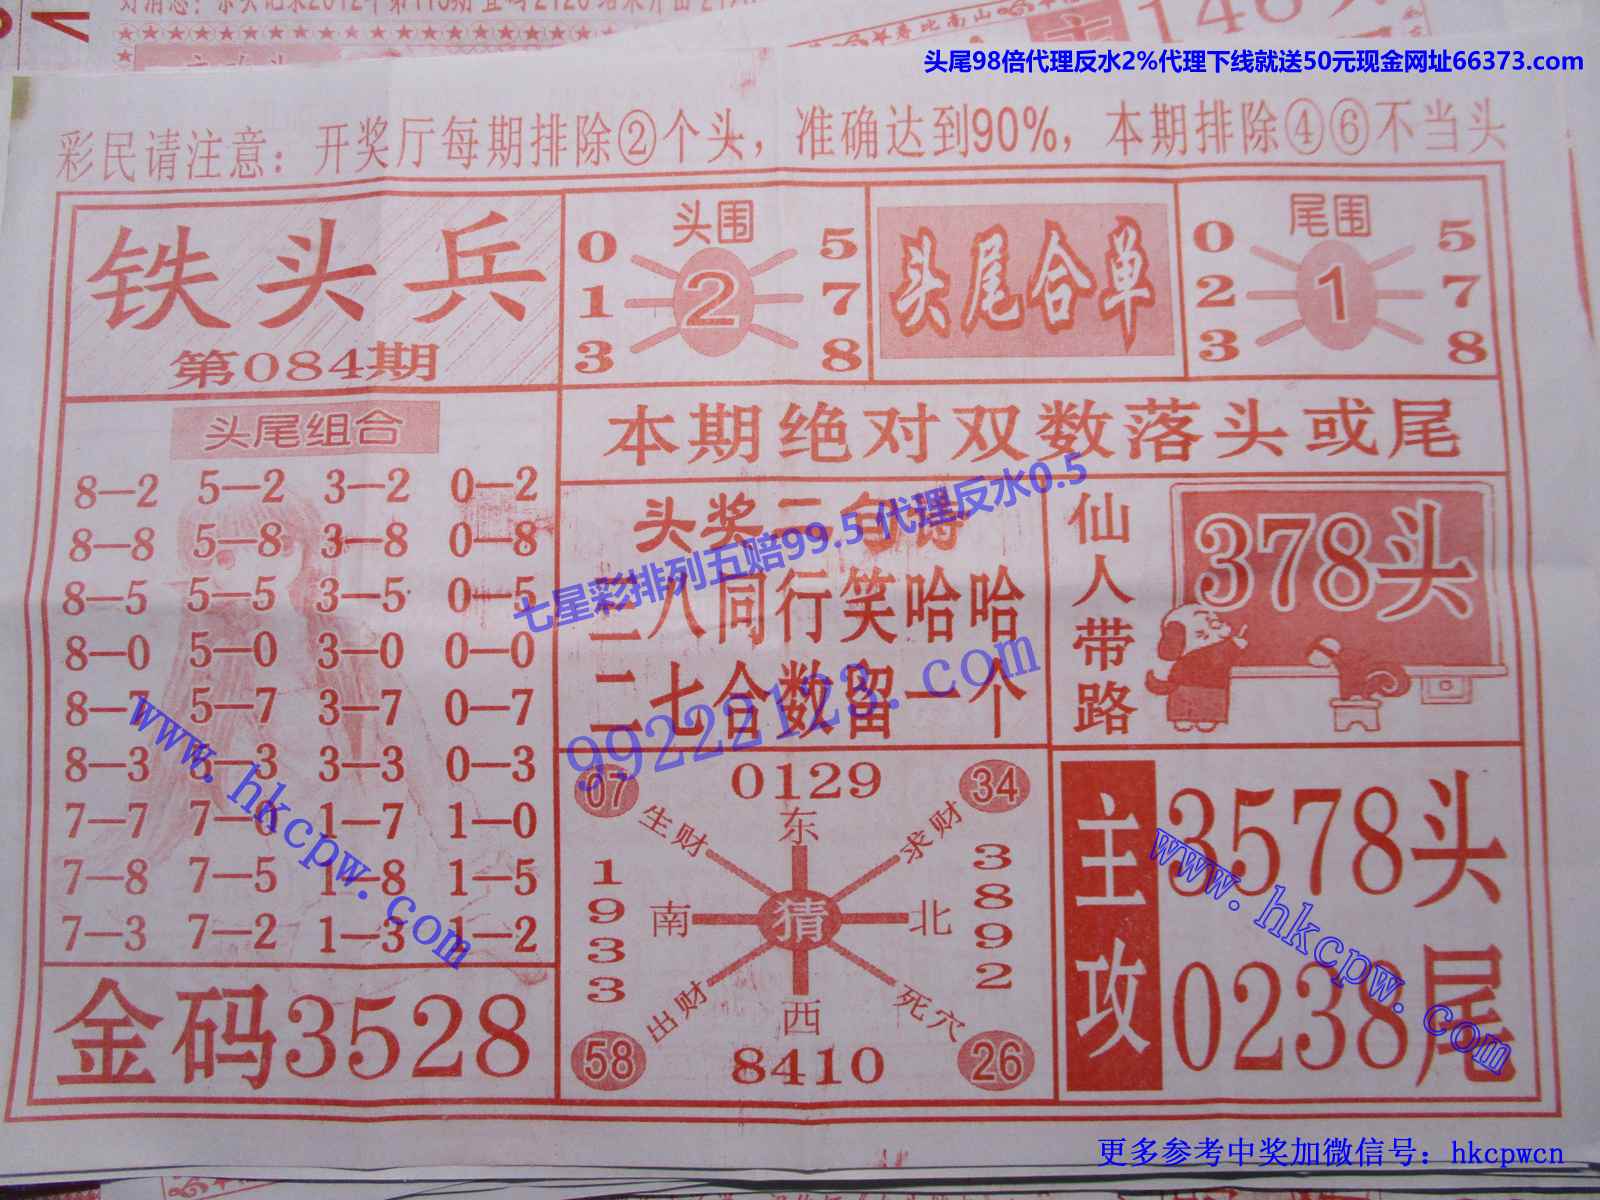 头尾98倍代理反水2%代理下线就送50元现金网址66373.com
彩民请注意：开奖厅每期排除②个头，准确达到90%，本期排除④⑥不当头
铁头兵
第084期
头围
0 5
1 2 7
3 8
头尾合单
尾围
0 5
2 1 7
3 8
本期绝对双数落头或尾
头尾组合
8—2 5—2 3—2 0—2
8—8 5—8 3—8 0—8
8—5 5—5 3—5 0—5
8—0 5—0 3—0 0—0
8—7 5—7 3—7 0—7
8—3 5—3 3—3 0—3
7—7 7—0 1—7 1—0
7—8 7—5 1—8 1—5
7—3 7—2 1—3 1—2
金码3528
头奖二句诗
三八同行笑哈哈
二七合数留一个
仙人带路
378头
07 0129 34
生财 东 求财
1933 南 猜 北 3892
出财 西 死穴
58 8410 26
主攻
3578头
0238尾
七星彩排列五赔99.5 代理反水0.5
99222123.com
www.hkcpw.com
www.hkcpw.com
更多参考中奖加微信号：hkcpwcn